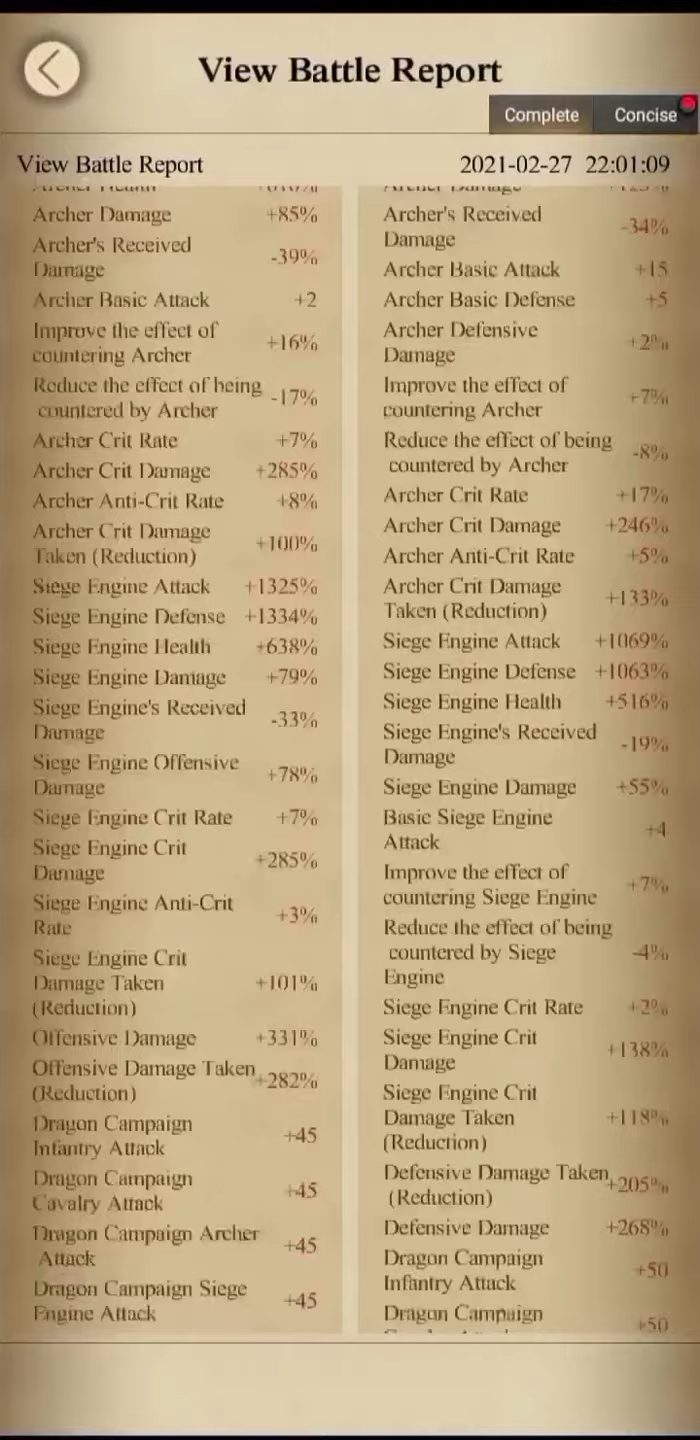 View Battle Report
Complete
Concise
View Battle Report
2021-02-27 22:01:09
Archer Health
Archer Damage +85%
Archer's Received
Damage -39%
Archer Basic Attack +2
Improve the effect of
countering Archer +16%
Reduce the effect of being
countered by Archer -17%
Archer Crit Rate +7%
Archer Crit Damage +285%
Archer Anti-Crit Rate +8%
Archer Crit Damage
Taken (Reduction) +100%
Siege Engine Attack +1325%
Siege Engine Defense +1334%
Siege Engine Health +638%
Siege Engine Damage +79%
Siege Engine's Received
Damage -33%
Siege Engine Offensive
Damage +78%
Siege Engine Crit Rate +7%
Siege Engine Crit
Damage +285%
Siege Engine Anti-Crit
Rate +3%
Siege Engine Crit
Damage Taken +101%
(Reduction)
Offensive Damage +331%
Offensive Damage Taken
(Reduction) +282%
Dragon Campaign
Infantry Attack +45
Dragon Campaign
Cavalry Attack +45
Dragon Campaign Archer
Attack +45
Dragon Campaign Siege
Engine Attack +45
Archer Damage
Archer's Received
Damage -34%
Archer Basic Attack +15
Archer Basic Defense +5
Archer Defensive
Damage +2%
Improve the effect of
countering Archer +7%
Reduce the effect of being
countered by Archer -8%
Archer Crit Rate +17%
Archer Crit Damage +246%
Archer Anti-Crit Rate +5%
Archer Crit Damage
Taken (Reduction) +133%
Siege Engine Attack +1069%
Siege Engine Defense +1063%
Siege Engine Health +516%
Siege Engine's Received
Damage -19%
Siege Engine Damage +55%
Basic Siege Engine
Attack +4
Improve the effect of
countering Siege Engine +7%
Reduce the effect of being
countered by Siege -4%
Engine
Siege Engine Crit Rate +2%
Siege Engine Crit
Damage +138%
Siege Engine Crit
Damage Taken +118%
(Reduction)
Defensive Damage Taken
(Reduction) +205%
Defensive Damage +268%
Dragon Campaign
Infantry Attack +50
Dragon Campaign +50